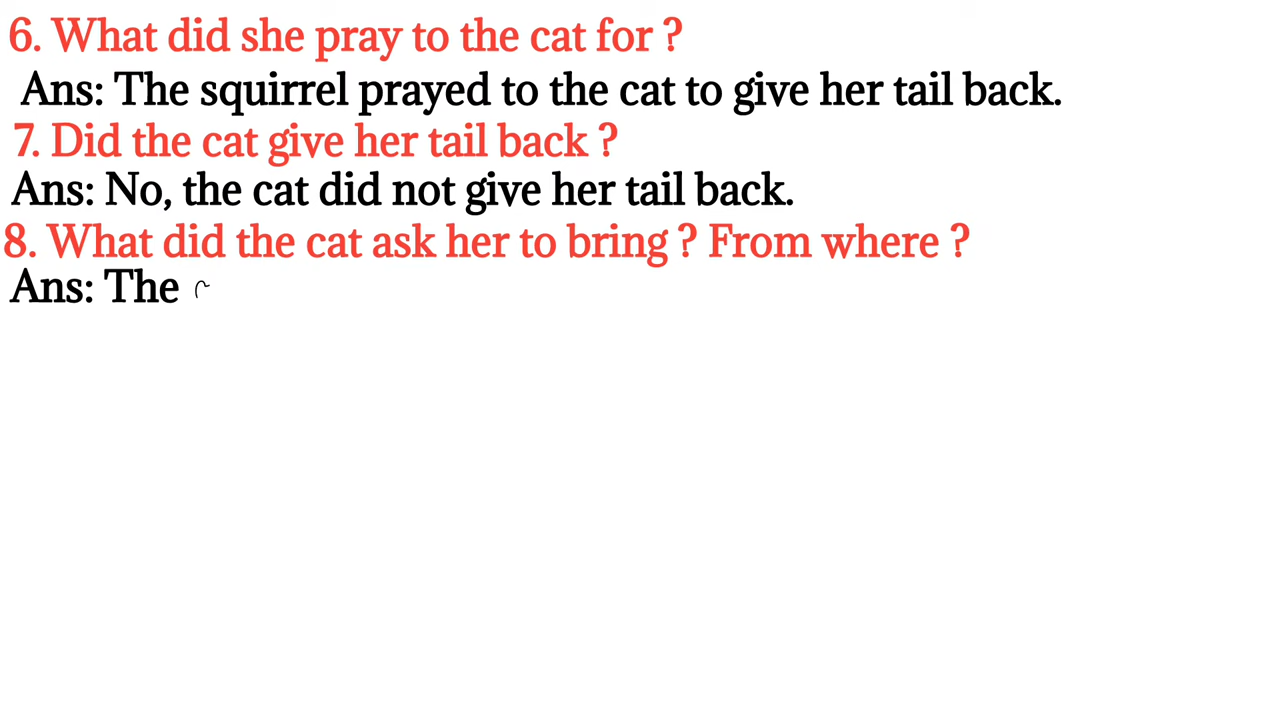 6. What did she pray to the cat for ?
Ans: The squirrel prayed to the cat to give her tail back.
7. Did the cat give her tail back ?
Ans: No, the cat did not give her tail back.
8. What did the cat ask her to bring ? From where ?
Ans: The